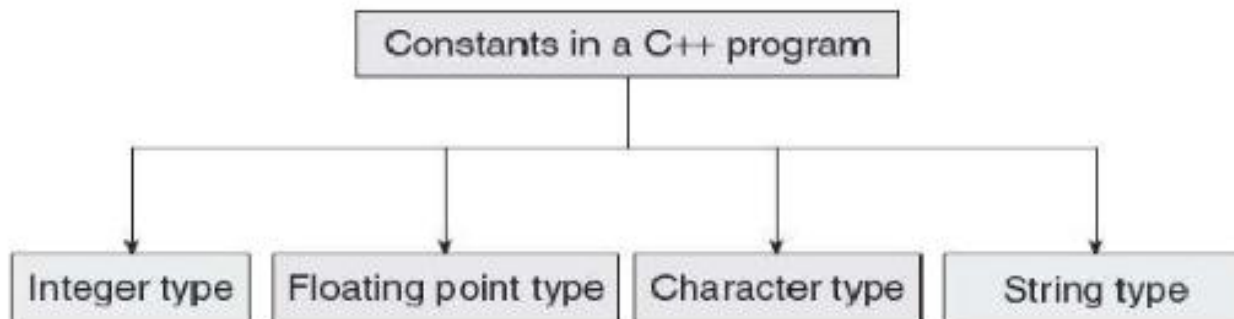 Constants in a C++ program
Integer type
Floating point type
Character type
String type